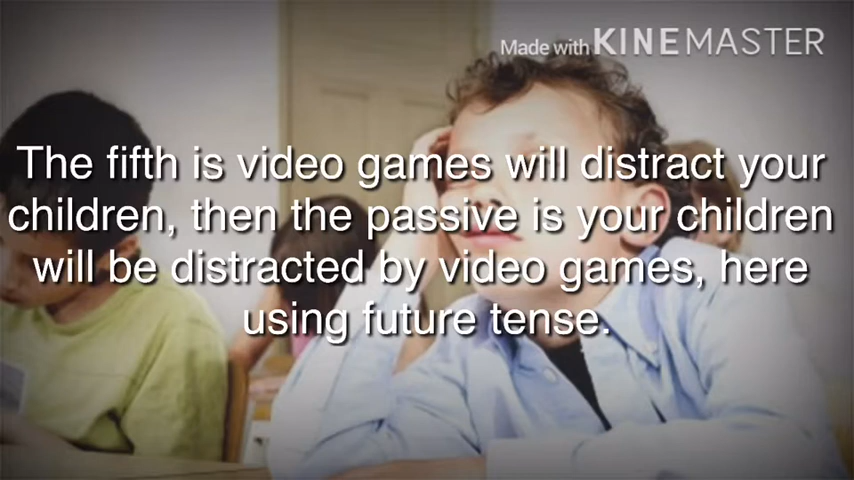 Made with KINEMASTER
The fifth is video games will distract your
children, then the passive is your children
will be distracted by video games, here
using future tense.